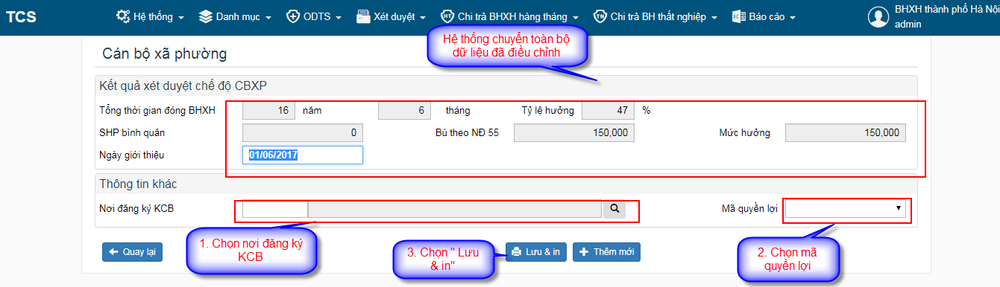 TCS Hệ thống Danh mục ODTS Xét duyệt Chi trả BHXH hàng tháng Chi trả BH thất nghiệp Báo cáo BHXH thành phố Hà Nội
admin
Hệ thống chuyển toàn bộ
dữ liệu đã điều chỉnh
Cán bộ xã phường
Kết quả xét duyệt chế độ CBXP
Tổng thời gian đóng BHXH 16 năm 6 tháng Tỷ lệ hưởng 47 %
SHP bình quân 0 Bù theo NĐ 55 150,000 Mức hưởng 150,000
Ngày giới thiệu 01/06/2017
Thông tin khác
Nơi đăng ký KCB Mã quyền lợi
1. Chọn nơi đăng ký
KCB
3. Chọn " Lưu
& in"
2. Chọn mã
quyền lợi
Quay lại Lưu & in Thêm mới